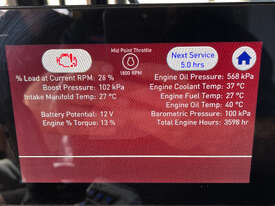 Mid Point Throttle
1800 RPM
Next Service
5.0 hrs
% Load at Current RPM: 26 %
Boost Pressure: 102 kPa
Intake Manifold Temp: 27 °C
Battery Potential: 12 V
Engine % Torque: 13 %
Engine Oil Pressure: 568 kPa
Engine Coolant Temp: 37 °C
Engine Fuel Temp: 27 °C
Engine Oil Temp: 40 °C
Barometric Pressure: 100 kPa
Total Engine Hours: 3598 hr